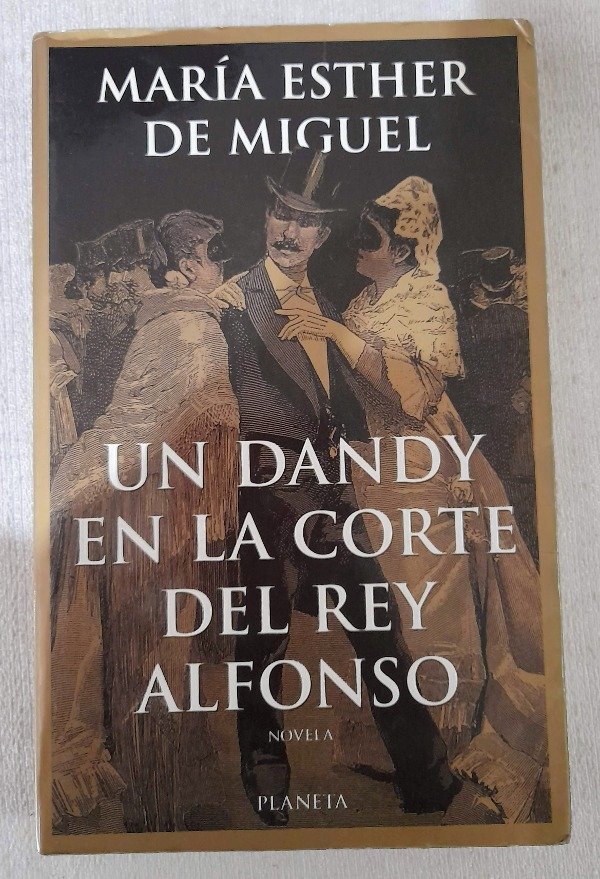 MARÍA ESTHER
DE MIGUEL
UN DANDY
EN LA CORTE
DEL REY
ALFONSO
NOVELA
PLANETA